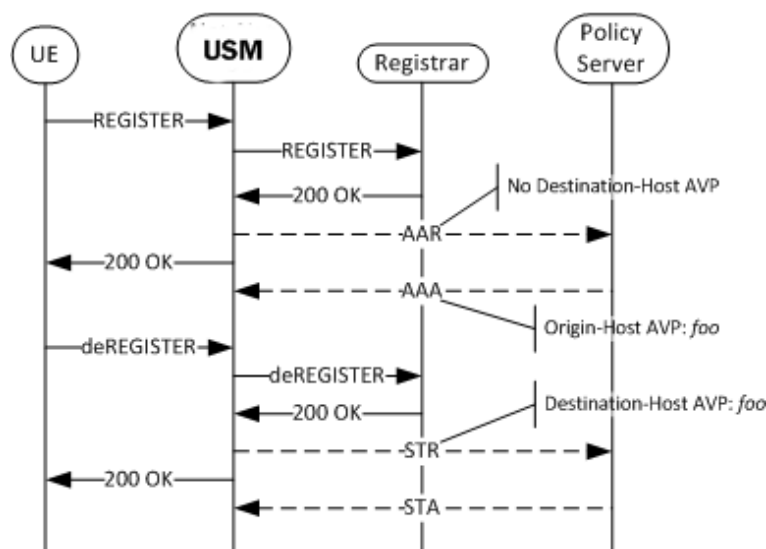 UE
USM
Registrar
Policy
Server
REGISTER
REGISTER
200 OK
No Destination-Host AVP
AAR
200 OK
AAA
Origin-Host AVP: foo
deREGISTER
deREGISTER
200 OK
Destination-Host AVP: foo
STR
200 OK
STA